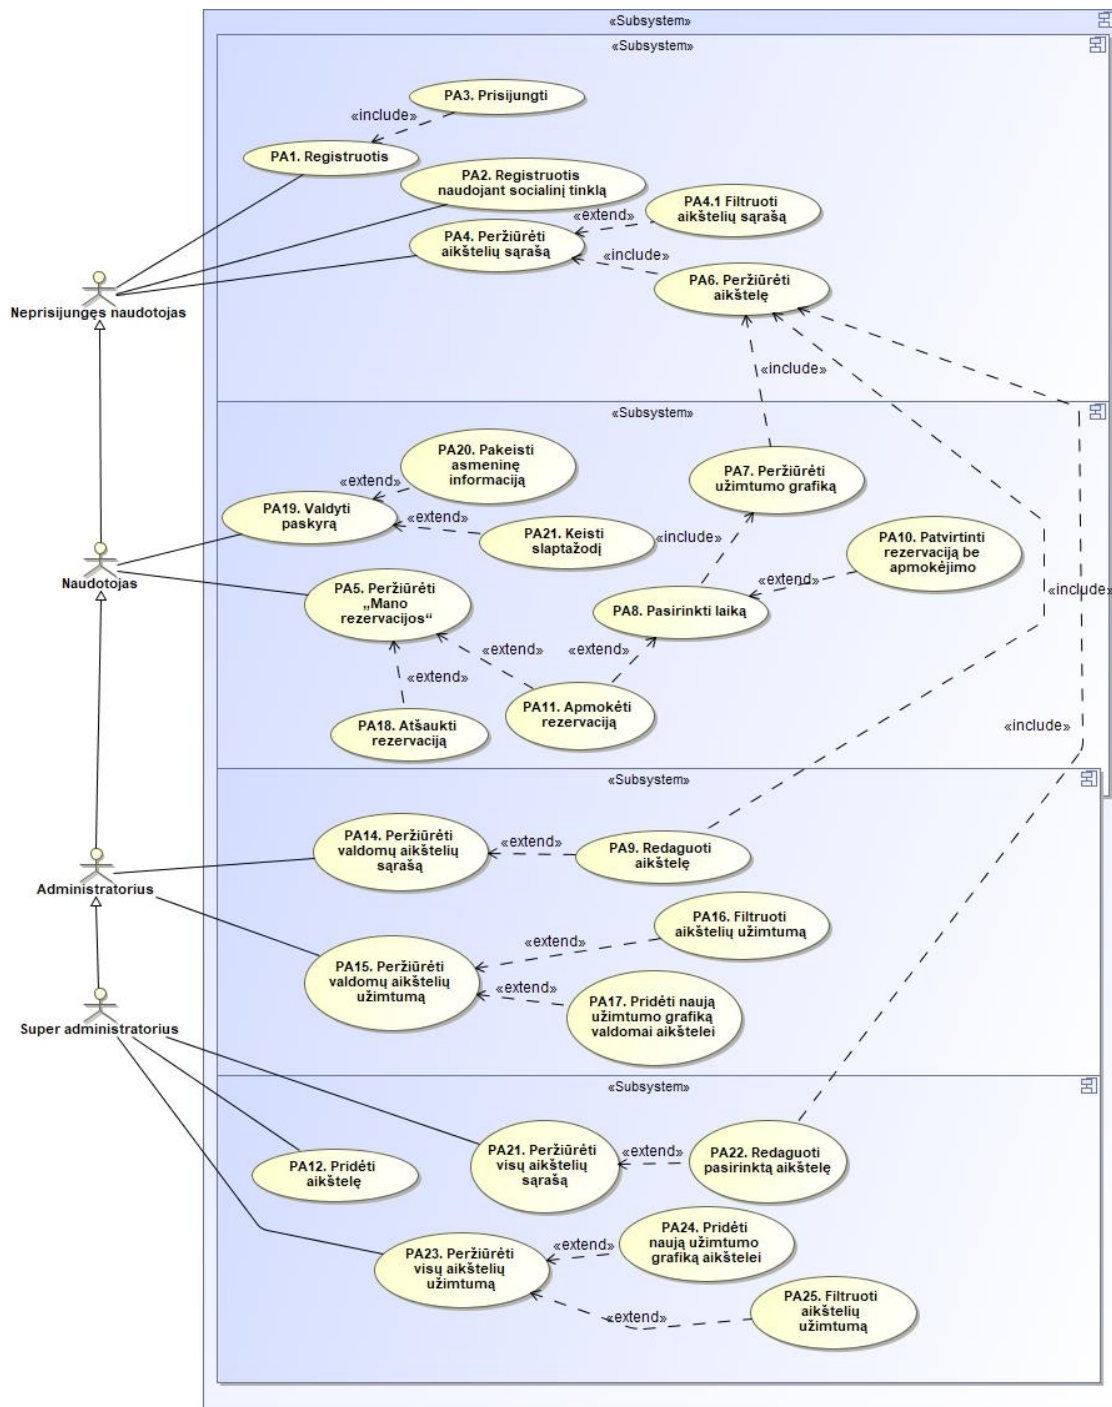 «Subsystem»
«Subsystem»
PA3. Prisijungti
«include»
PA1. Registruotis
PA2. Registruotis
naudojant socialinį tinklą
PA4.1 Filtruoti
aikštelių sąrašą
«extend»
PA4. Peržiūrėti
aikštelių sąrašą
«include»
PA6. Peržiūrėti
aikštelę
Neprisijungęs naudotojas
«include»
«Subsystem»
PA20. Pakeisti
asmeninę
informaciją
«extend»
PA19. Valdyti
paskyrą
«extend»
PA21. Keisti
slaptažodį
PA7. Peržiūrėti
užimtumo grafiką
«include»
PA10. Patvirtinti
rezervaciją be
apmokėjimo
«extend»
Naudotojas
PA5. Peržiūrėti
„Mano
rezervacijos“
PA8. Pasirinkti laiką
«include»
«include»
«extend»
«extend»
«extend»
PA18. Atšaukti
rezervaciją
PA11. Apmokėti
rezervaciją
«include»
«Subsystem»
PA14. Peržiūrėti
valdomų aikštelių
sąrašą
«extend»
PA9. Redaguoti
aikštelę
Administratorius
PA16. Filtruoti
aikštelių užimtumą
«extend»
PA15. Peržiūrėti
valdomų aikštelių
užimtumą
«extend»
PA17. Pridėti naują
užimtumo grafiką
valdomai aikštelei
Super administratorius
«Subsystem»
PA12. Pridėti
aikštelę
PA21. Peržiūrėti
visų aikštelių
sąrašą
«extend»
PA22. Redaguoti
pasirinktą aikštelę
PA23. Peržiūrėti
visų aikštelių
užimtumą
«extend»
PA24. Pridėti
naują užimtumo
grafiką aikštelei
«extend»
PA25. Filtruoti
aikštelių
užimtumą